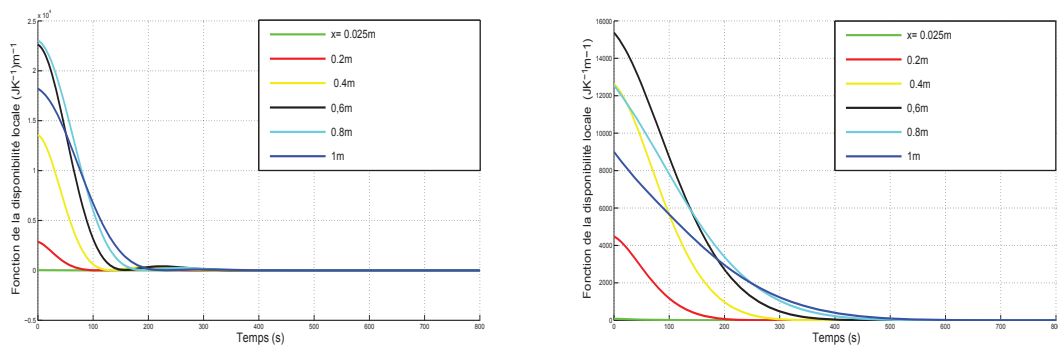 2.5 x 10⁴
2
1.5
1
0.5
0
−0.5
0 100 200 300 400 500 600 700 800
Temps (s)
Fonction de la disponibilité locale (JK⁻¹)m⁻¹
x= 0.025m
0.2m
0.4m
0,6m
0.8m
1m
16000
14000
12000
10000
8000
6000
4000
2000
0
0 100 200 300 400 500 600 700 800
Temps (s)
Fonction de la disponibilité locale (JK⁻¹m−1)
x= 0.025m
0.2m
0.4m
0,6m
0.8m
1m